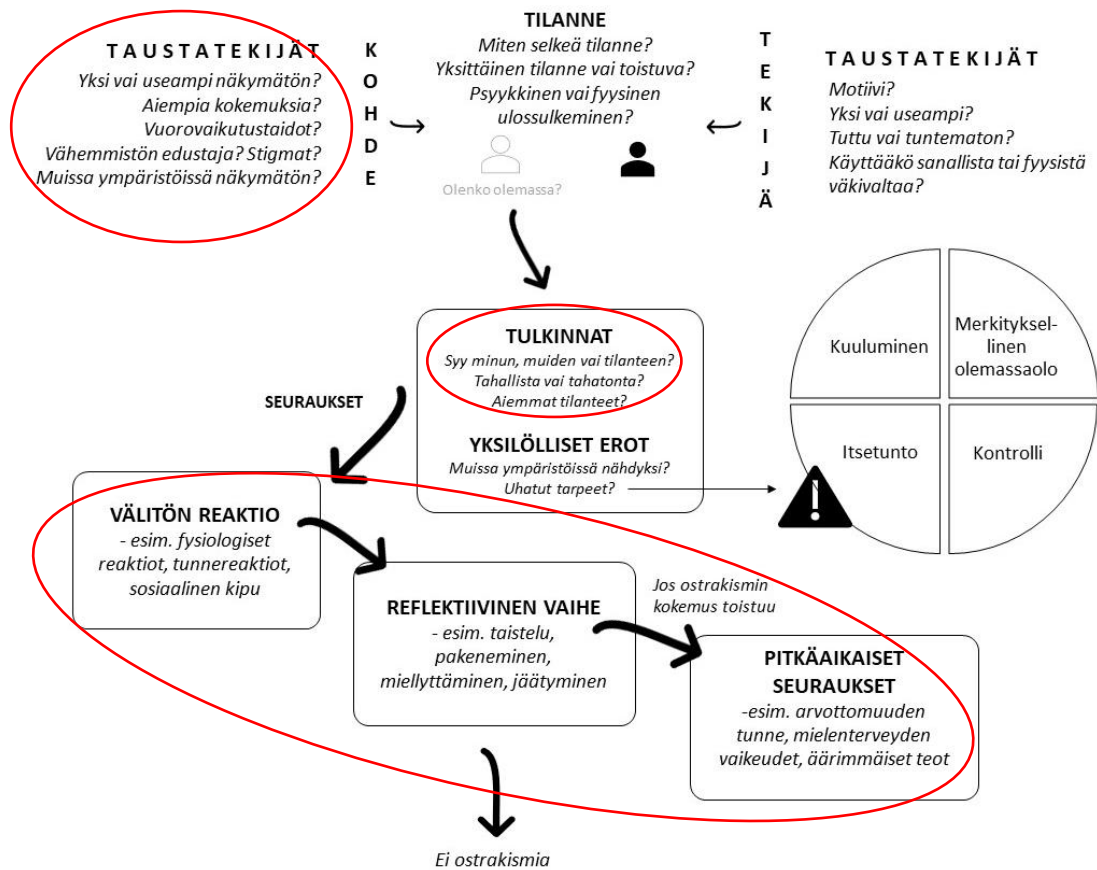 TAUSTATEKIJÄT
Yksi vai useampi näkymätön?
Aiempia kokemuksia?
Vuorovaikutustaidot?
Vähemmistön edustaja? Stigmat?
Muissa ympäristöissä näkymätön?
K
O
H
D
E
TILANNE
Miten selkeä tilanne?
Yksittäinen tilanne vai toistuva?
Psyykkinen vai fyysinen
ulossulkeminen?
Olenko olemassa?
T
E
K
I
J
Ä
TAUSTATEKIJÄT
Motiivi?
Yksi vai useampi?
Tuttu vai tuntematon?
Käyttääkö sanallista tai fyysistä
väkivaltaa?
TULKINNAT
Syy minun, muiden vai tilanteen?
Tahallista vai tahatonta?
Aiemmat tilanteet?
YKSILÖLLISET EROT
Muissa ympäristöissä nähdyksi?
Uhatut tarpeet?
Kuuluminen
Merkityksel-
linen
olemassaolo
Itsetunto
Kontrolli
!
SEURAUKSET
VÄLITÖN REAKTIO
- esim. fysiologiset
reaktiot, tunnereaktiot,
sosiaalinen kipu
REFLEKTIIVINEN VAIHE
- esim. taistelu,
pakeneminen,
miellyttäminen, jäätyminen
Jos ostrakismin
kokemus toistuu
PITKÄAIKAISET
SEURAUKSET
-esim. arvottomuuden
tunne, mielenterveyden
vaikeudet, äärimmäiset teot
Ei ostrakismia